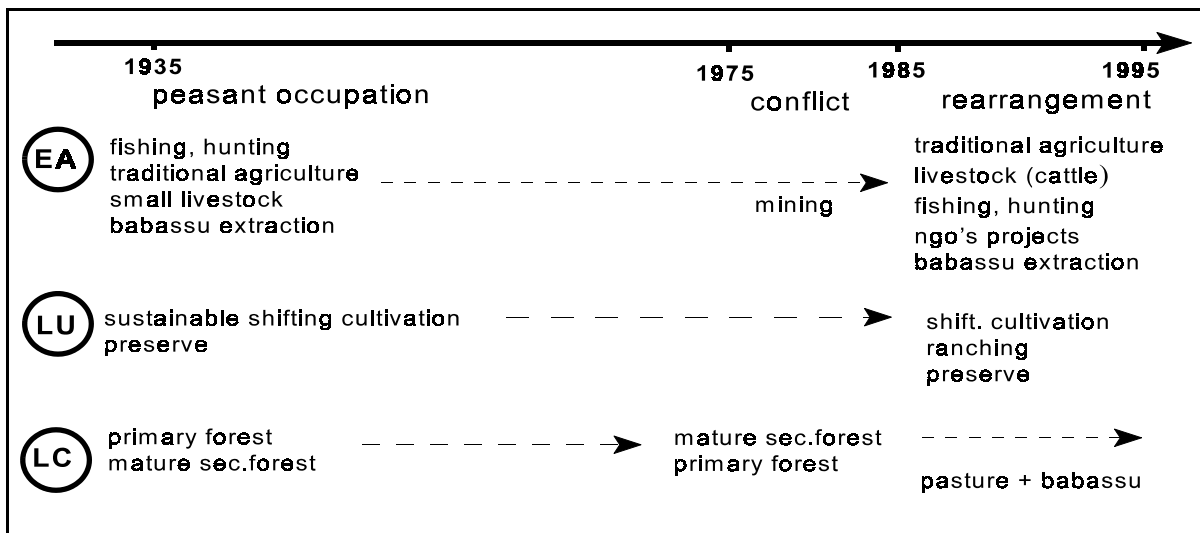 1935
1975
1985
1995
peasant occupation
conflict
rearrangement
EA
fishing, hunting
traditional agriculture
small livestock
babassu extraction
mining
traditional agriculture
livestock (cattle)
fishing, hunting
ngo's projects
babassu extraction
LU
sustainable shifting cultivation
preserve
shift. cultivation
ranching
preserve
LC
primary forest
mature sec.forest
mature sec.forest
primary forest
pasture + babassu